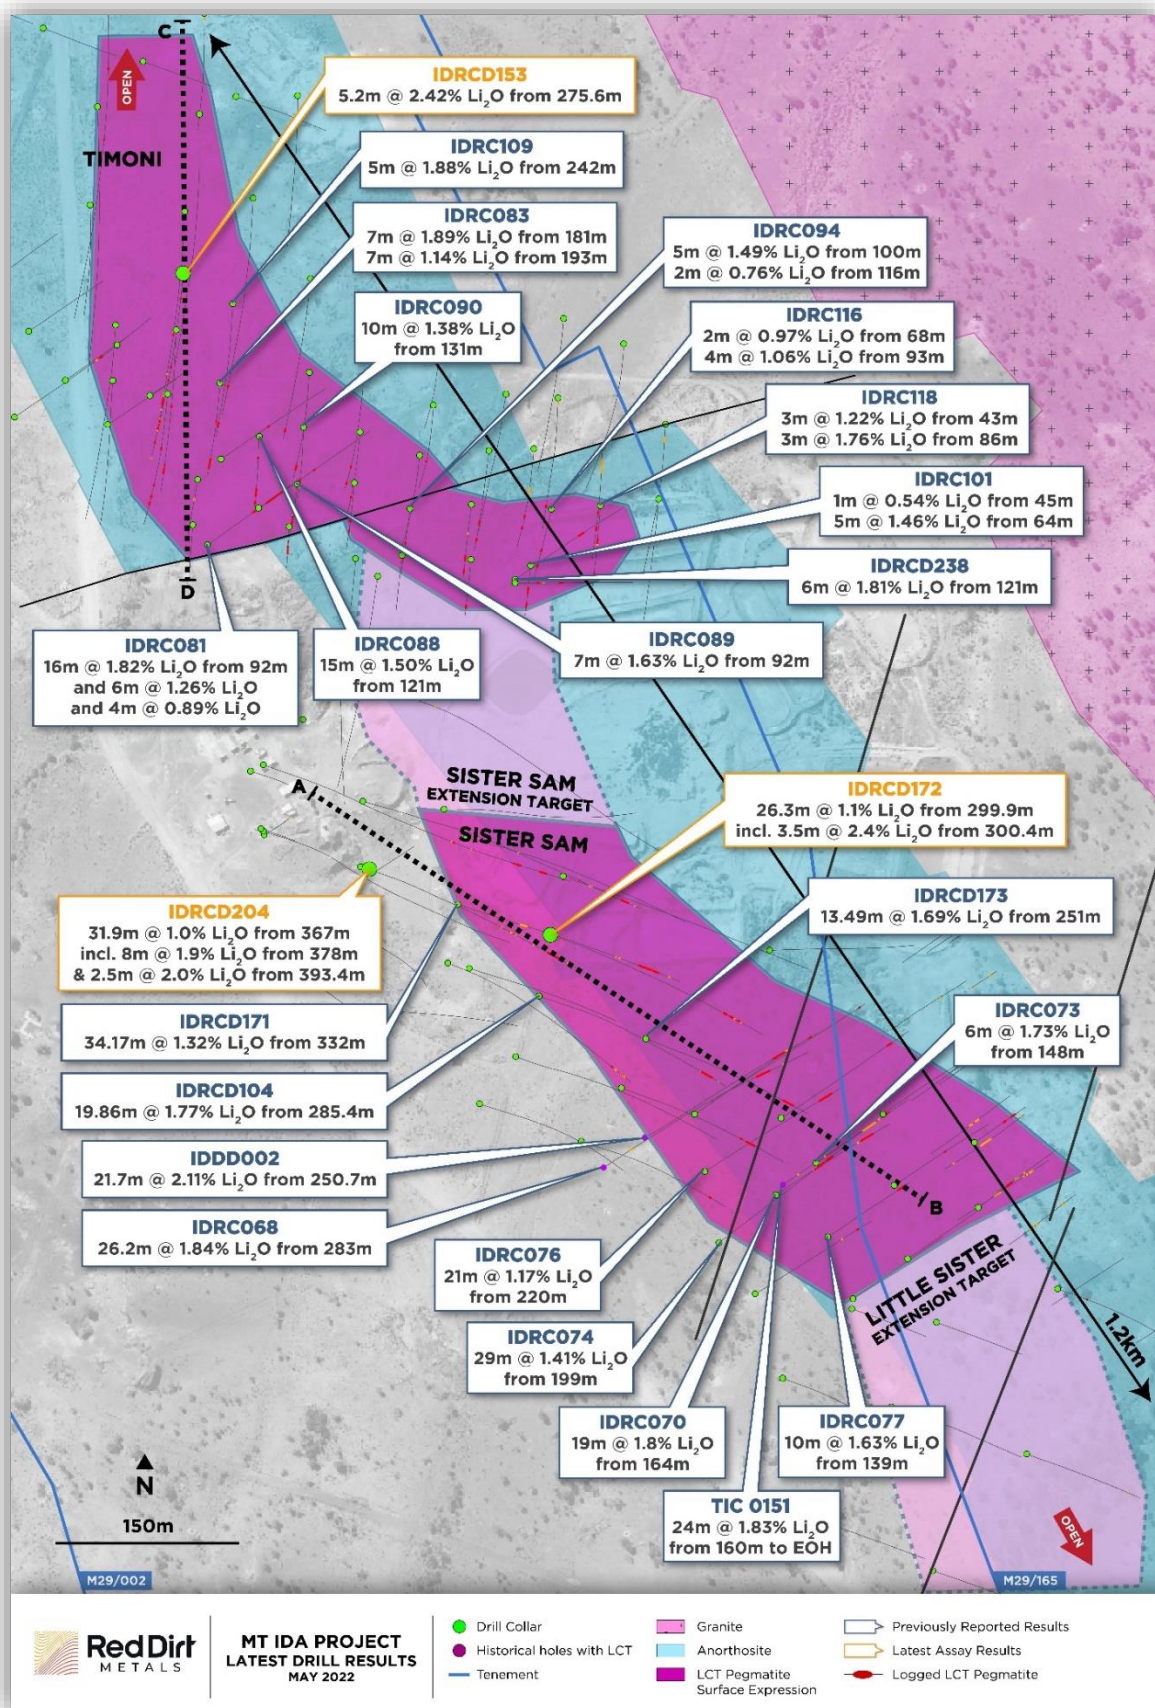 C
OPEN
TIMONI
IDRCD153
5.2m @ 2.42% Li₂O from 275.6m
IDRC109
5m @ 1.88% Li₂O from 242m
IDRC083
7m @ 1.89% Li₂O from 181m
7m @ 1.14% Li₂O from 193m
IDRC094
5m @ 1.49% Li₂O from 100m
2m @ 0.76% Li₂O from 116m
IDRC090
10m @ 1.38% Li₂O
from 131m
IDRC116
2m @ 0.97% Li₂O from 68m
4m @ 1.06% Li₂O from 93m
IDRC118
3m @ 1.22% Li₂O from 43m
3m @ 1.76% Li₂O from 86m
IDRC101
1m @ 0.54% Li₂O from 45m
5m @ 1.46% Li₂O from 64m
IDRCD238
6m @ 1.81% Li₂O from 121m
D
IDRC081
16m @ 1.82% Li₂O from 92m
and 6m @ 1.26% Li₂O
and 4m @ 0.89% Li₂O
IDRC088
15m @ 1.50% Li₂O
from 121m
IDRC089
7m @ 1.63% Li₂O from 92m
SISTER SAM
EXTENSION TARGET
A
SISTER SAM
IDRCD172
26.3m @ 1.1% Li₂O from 299.9m
incl. 3.5m @ 2.4% Li₂O from 300.4m
IDRCD204
31.9m @ 1.0% Li₂O from 367m
incl. 8m @ 1.9% Li₂O from 378m
& 2.5m @ 2.0% Li₂O from 393.4m
IDRCD173
13.49m @ 1.69% Li₂O from 251m
IDRCD171
34.17m @ 1.32% Li₂O from 332m
IDRC073
6m @ 1.73% Li₂O
from 148m
IDRCD104
19.86m @ 1.77% Li₂O from 285.4m
IDDD002
21.7m @ 2.11% Li₂O from 250.7m
B
IDRC068
26.2m @ 1.84% Li₂O from 283m
IDRC076
21m @ 1.17% Li₂O
from 220m
LITTLE SISTER
EXTENSION TARGET
1.2km
IDRC074
29m @ 1.41% Li₂O
from 199m
IDRC070
19m @ 1.8% Li₂O
from 164m
IDRC077
10m @ 1.63% Li₂O
from 139m
TIC 0151
24m @ 1.83% Li₂O
from 160m to EOH
N
150m
OPEN
M29/002
M29/165
Red Dirt
METALS
MT IDA PROJECT
LATEST DRILL RESULTS
MAY 2022
Drill Collar
Historical holes with LCT
Tenement
Granite
Anorthosite
LCT Pegmatite
Surface Expression
Previously Reported Results
Latest Assay Results
Logged LCT Pegmatite